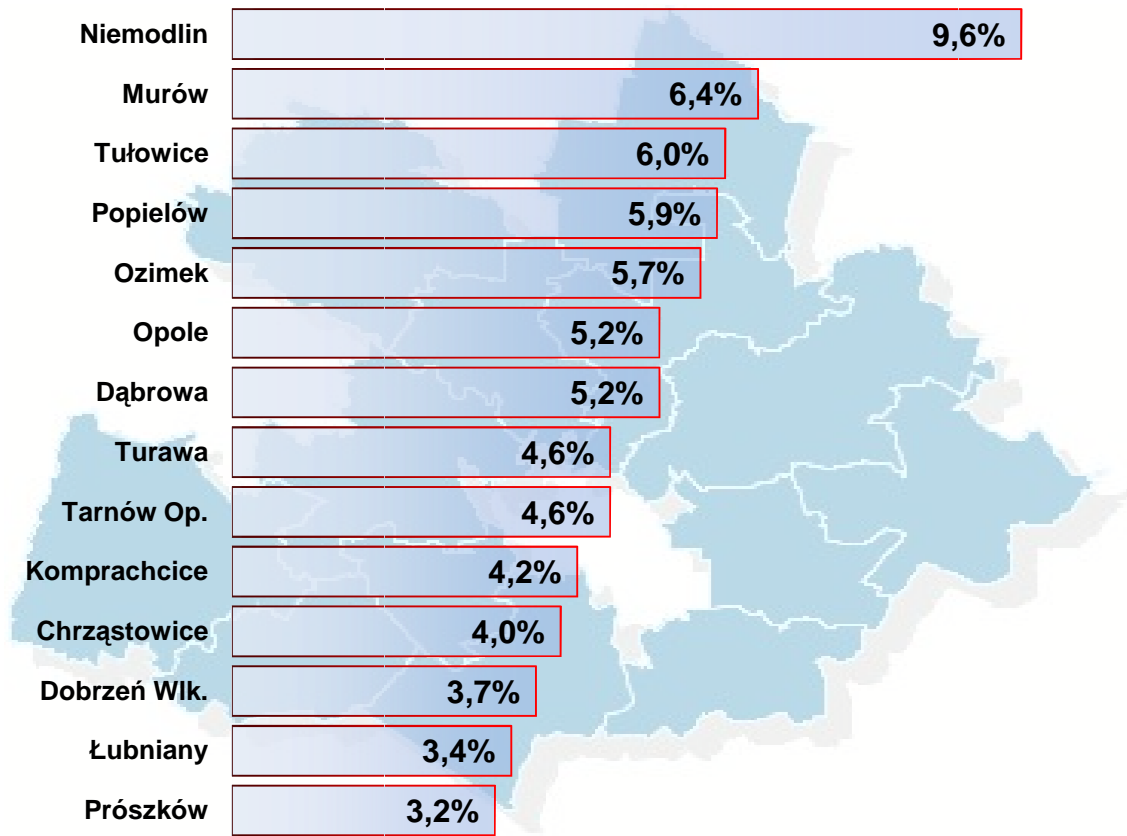 Niemodlin 9,6%
Murów 6,4%
Tułowice 6,0%
Popielów 5,9%
Ozimek 5,7%
Opole 5,2%
Dąbrowa 5,2%
Turawa 4,6%
Tarnów Op. 4,6%
Komprachcice 4,2%
Chrząstowice 4,0%
Dobrzeń Wlk. 3,7%
Łubniany 3,4%
Prószków 3,2%